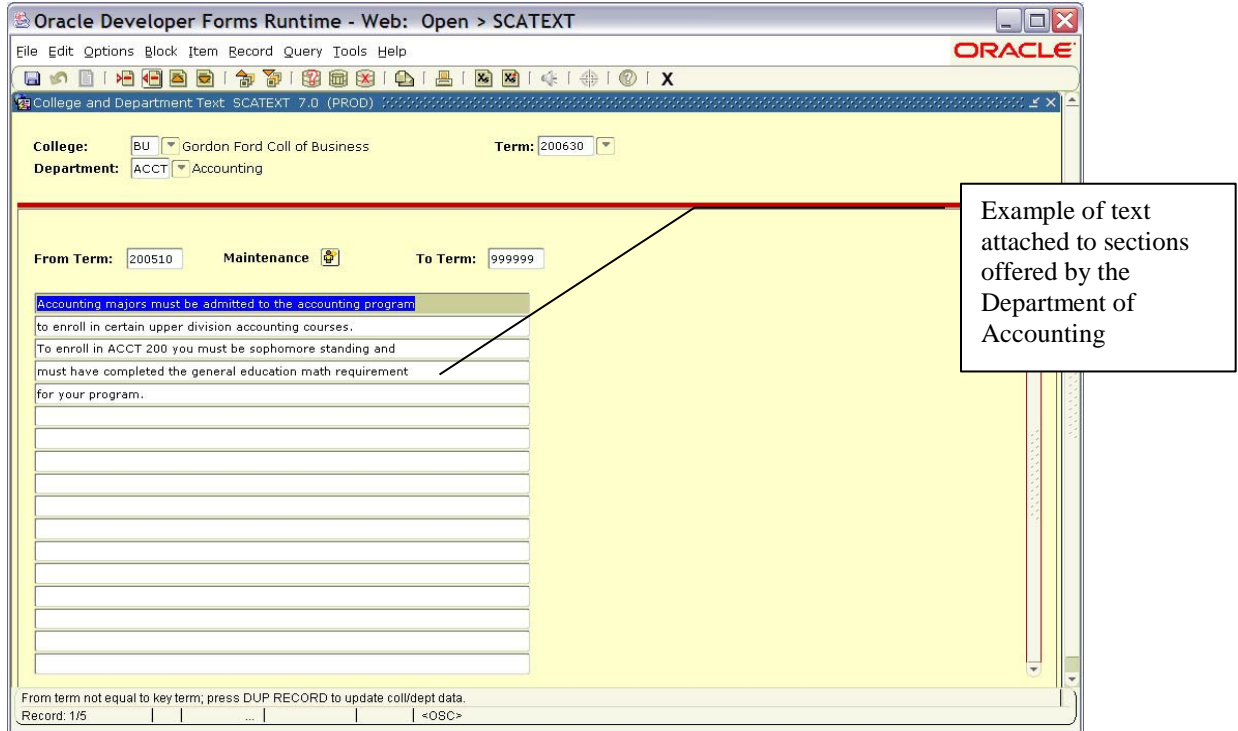 Oracle Developer Forms Runtime - Web: Open > SCATEXT
File Edit Options Block Item Record Query Tools Help
ORACLE
X
College and Department Text SCATEXT 7.0 (PROD)
College: BU Gordon Ford Coll of Business Term: 200630
Department: ACCT Accounting
Example of text
attached to sections
offered by the
Department of
Accounting
From Term: 200510 Maintenance To Term: 999999
Accounting majors must be admitted to the accounting program
to enroll in certain upper division accounting courses.
To enroll in ACCT 200 you must be sophomore standing and
must have completed the general education math requirement
for your program.
From term not equal to key term; press DUP RECORD to update coll/dept data.
Record: 1/5 ... <OSC>